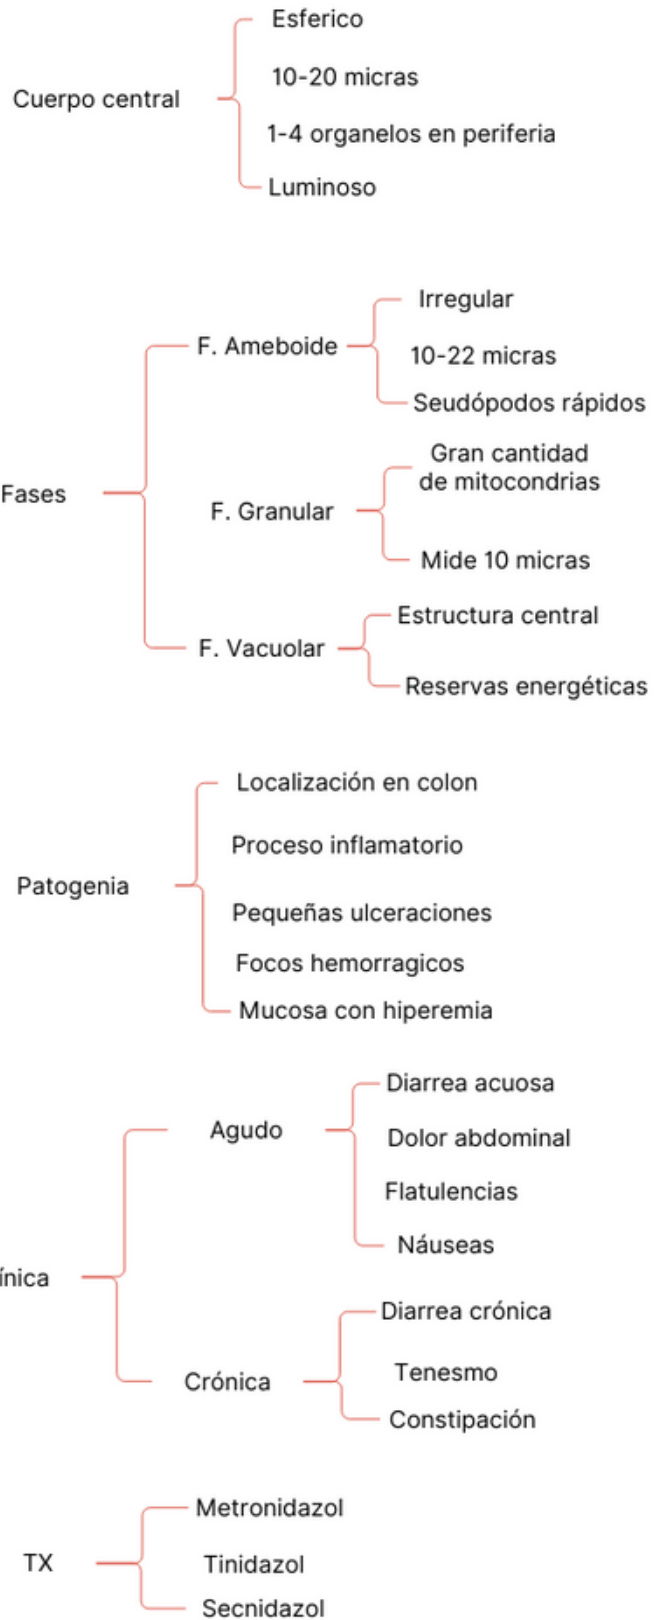 Esferico
10-20 micras
Cuerpo central
1-4 organelos en periferia
Luminoso
Irregular
F. Ameboide
10-22 micras
Seudópodos rápidos
Gran cantidad
de mitocondrias
Fases
F. Granular
Mide 10 micras
Estructura central
F. Vacuolar
Reservas energéticas
Localización en colon
Proceso inflamatorio
Patogenia
Pequeñas ulceraciones
Focos hemorragicos
Mucosa con hiperemia
Diarrea acuosa
Agudo
Dolor abdominal
Flatulencias
Náuseas
ínica
Diarrea crónica
Tenesmo
Crónica
Constipación
Metronidazol
TX
Tinidazol
Secnidazol